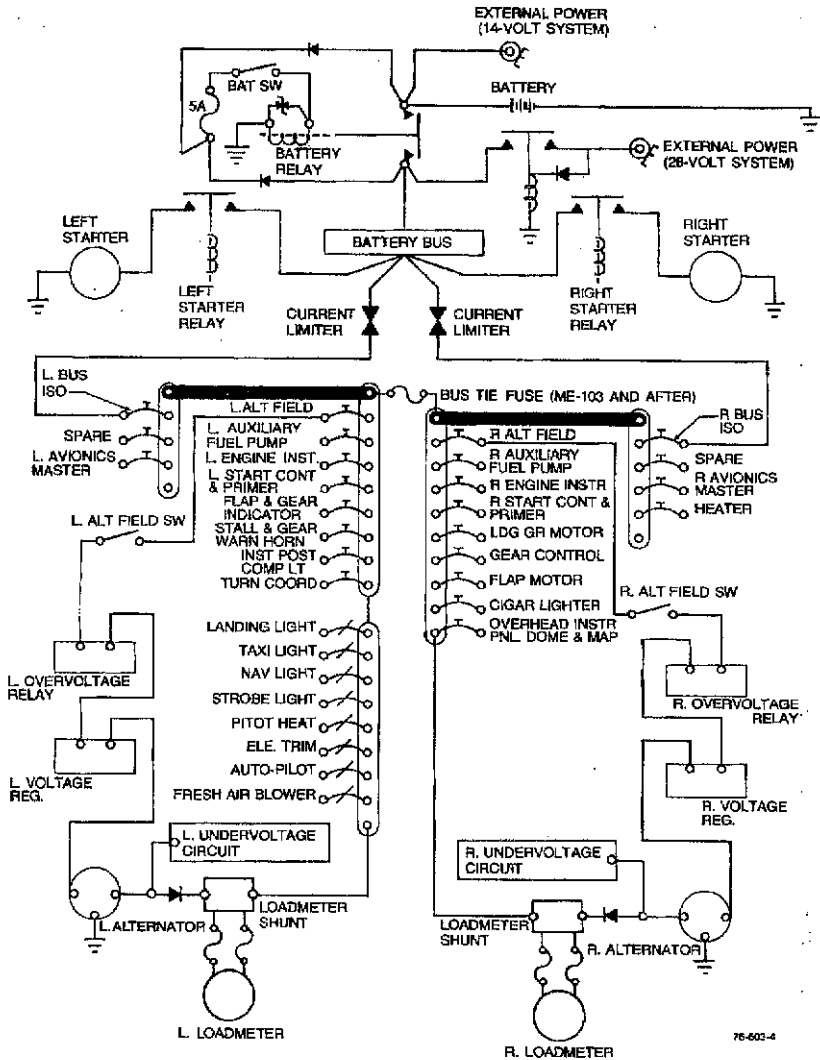 EXTERNAL POWER
(14-VOLT SYSTEM)
BAT SW
BATTERY
5A
BATTERY
RELAY
EXTERNAL POWER
(28-VOLT SYSTEM)
LEFT
STARTER
BATTERY BUS
RIGHT
STARTER
LEFT
STARTER
RELAY
RIGHT
STARTER
RELAY
CURRENT
LIMITER
CURRENT
LIMITER
L. BUS
ISO
BUS TIE FUSE (ME-103 AND AFTER)
R BUS
ISO
SPARE
L. AVIONICS
MASTER
L.ALT FIELD
L. AUXILIARY
FUEL PUMP
L. ENGINE INST
L. START CONT
& PRIMER
FLAP & GEAR
INDICATOR
STALL & GEAR
WARN HORN
INST POST
COMP LT
TURN COORD
R ALT FIELD
R AUXILIARY
FUEL PUMP
R ENGINE INSTR
R START CONT &
PRIMER
LDG GR MOTOR
GEAR CONTROL
FLAP MOTOR
CIGAR LIGHTER
OVERHEAD INSTR
PNL DOME & MAP
SPARE
R AVIONICS
MASTER
HEATER
L. ALT FIELD SW
R. ALT FIELD SW
LANDING LIGHT
TAXI LIGHT
NAV LIGHT
STROBE LIGHT
PITOT HEAT
ELE. TRIM
AUTO-PILOT
FRESH AIR BLOWER
L. OVERVOLTAGE
RELAY
R. OVERVOLTAGE
RELAY
L. VOLTAGE
REG.
R. VOLTAGE
REG.
L. UNDERVOLTAGE
CIRCUIT
R. UNDERVOLTAGE
CIRCUIT
L.ALTERNATOR
LOADMETER
SHUNT
LOADMETER
SHUNT
R. ALTERNATOR
L. LOADMETER
R. LOADMETER
76-603-4